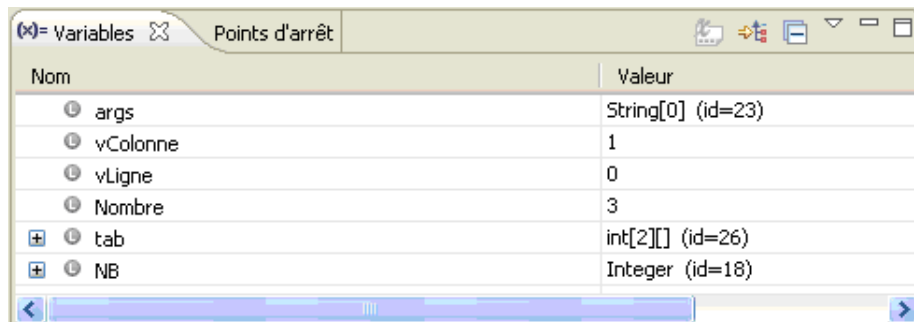 (x)= Variables Points d'arrêt
Nom Valeur
args String[0] (id=23)
vColonne 1
vLigne 0
Nombre 3
tab int[2][] (id=26)
NB Integer (id=18)